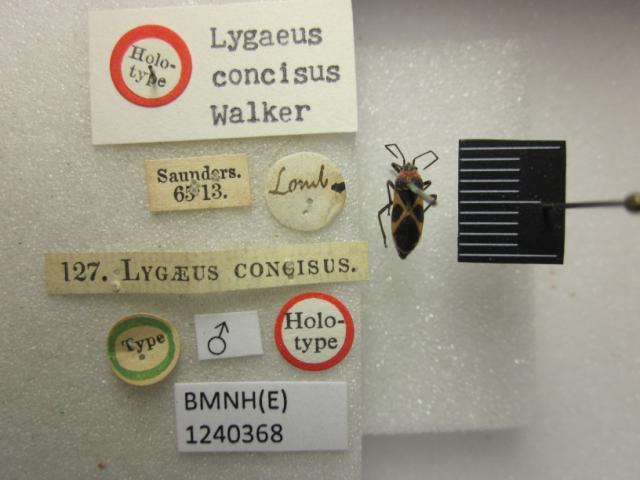 Holo-
type
Lygaeus
concisus
Walker
Saunders.
65 13.
Lomb
127. LYGÆUS CONCISUS.
Type
♂
Holo-
type
BMNH(E)
1240368